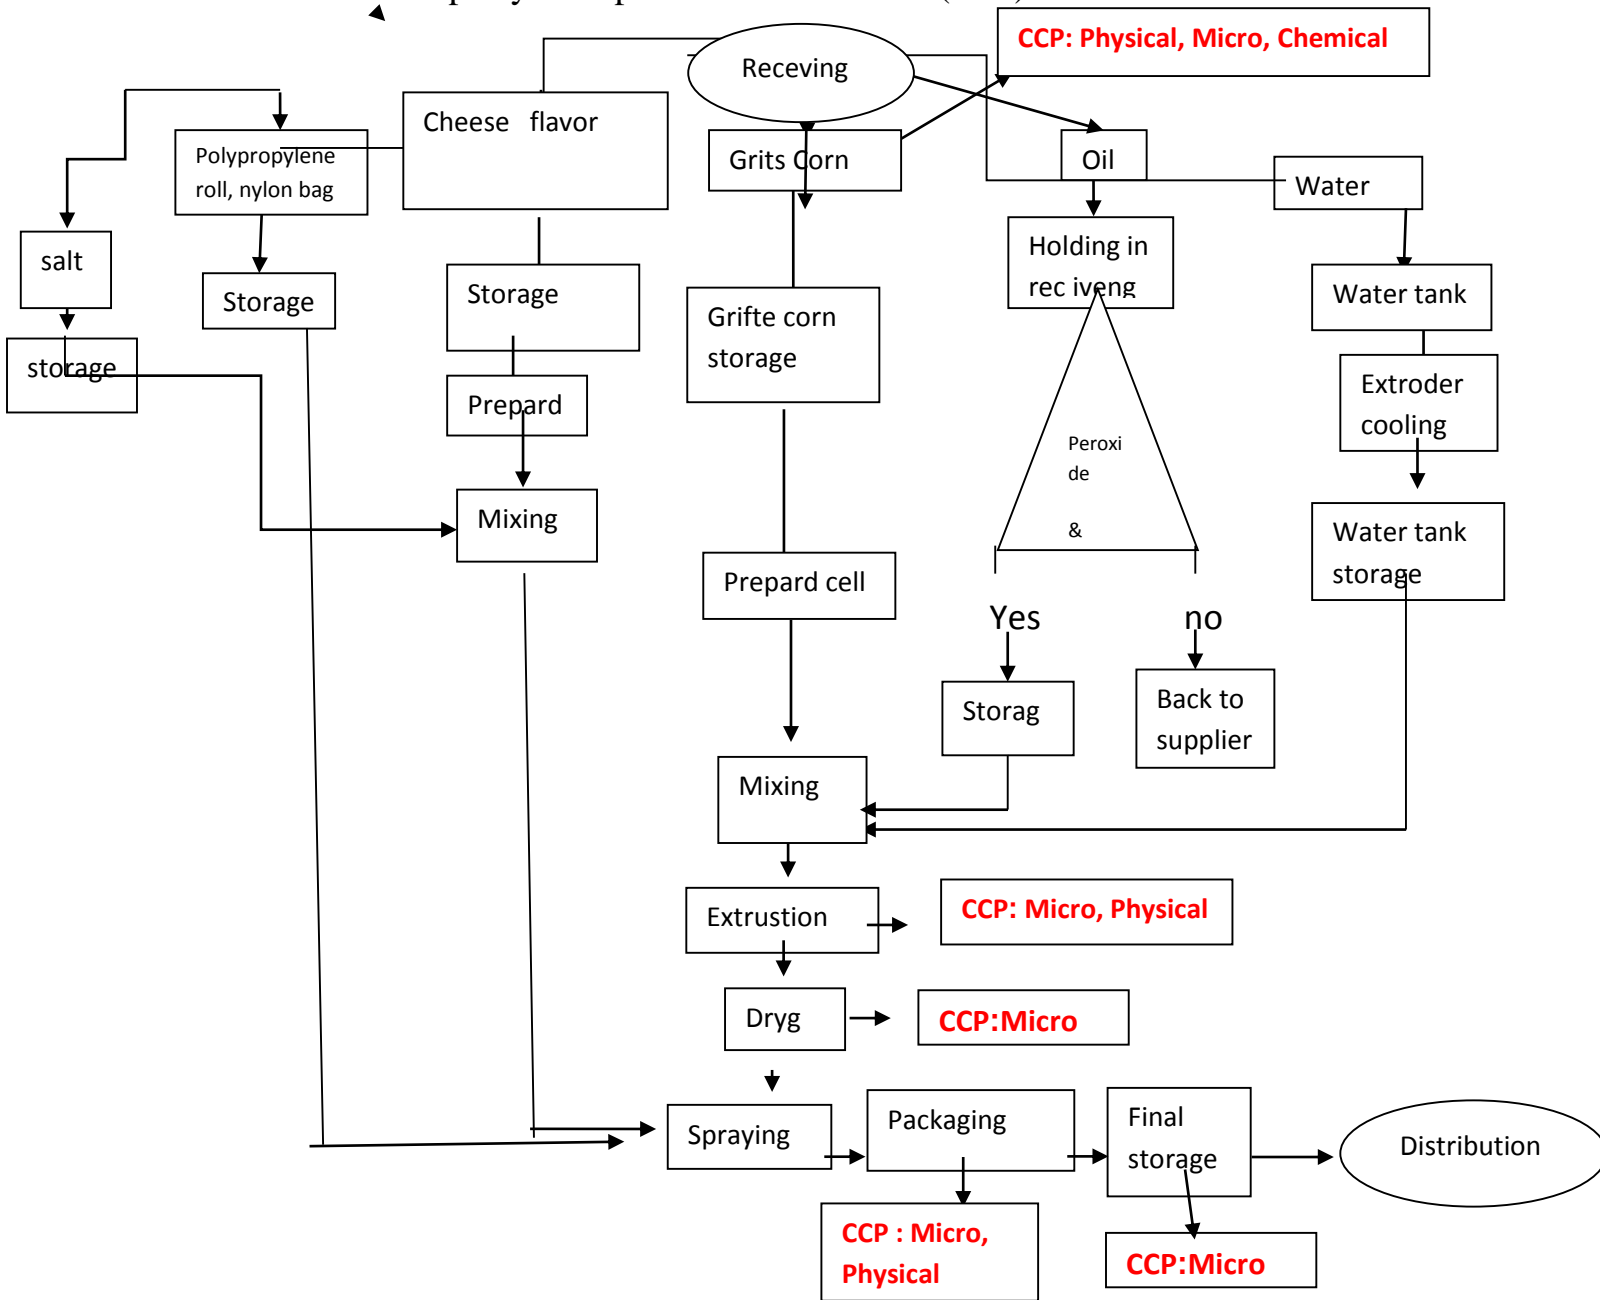 CCP: Physical, Micro, Chemical
Receving
Cheese flavor
Polypropylene
roll, nylon bag
Grits Corn
Oil
Water
salt
Storage
Storage
Holding in
rec iveng
Water tank
storage
Grifte corn
storage
Prepard
Extroder
cooling
Peroxi
de
&
Mixing
Water tank
storage
Prepard cell
Yes
no
Storag
Back to
supplier
Mixing
Extrustion
CCP: Micro, Physical
Dryg
CCP:Micro
Spraying
Packaging
Final
storage
Distribution
CCP : Micro,
Physical
CCP:Micro